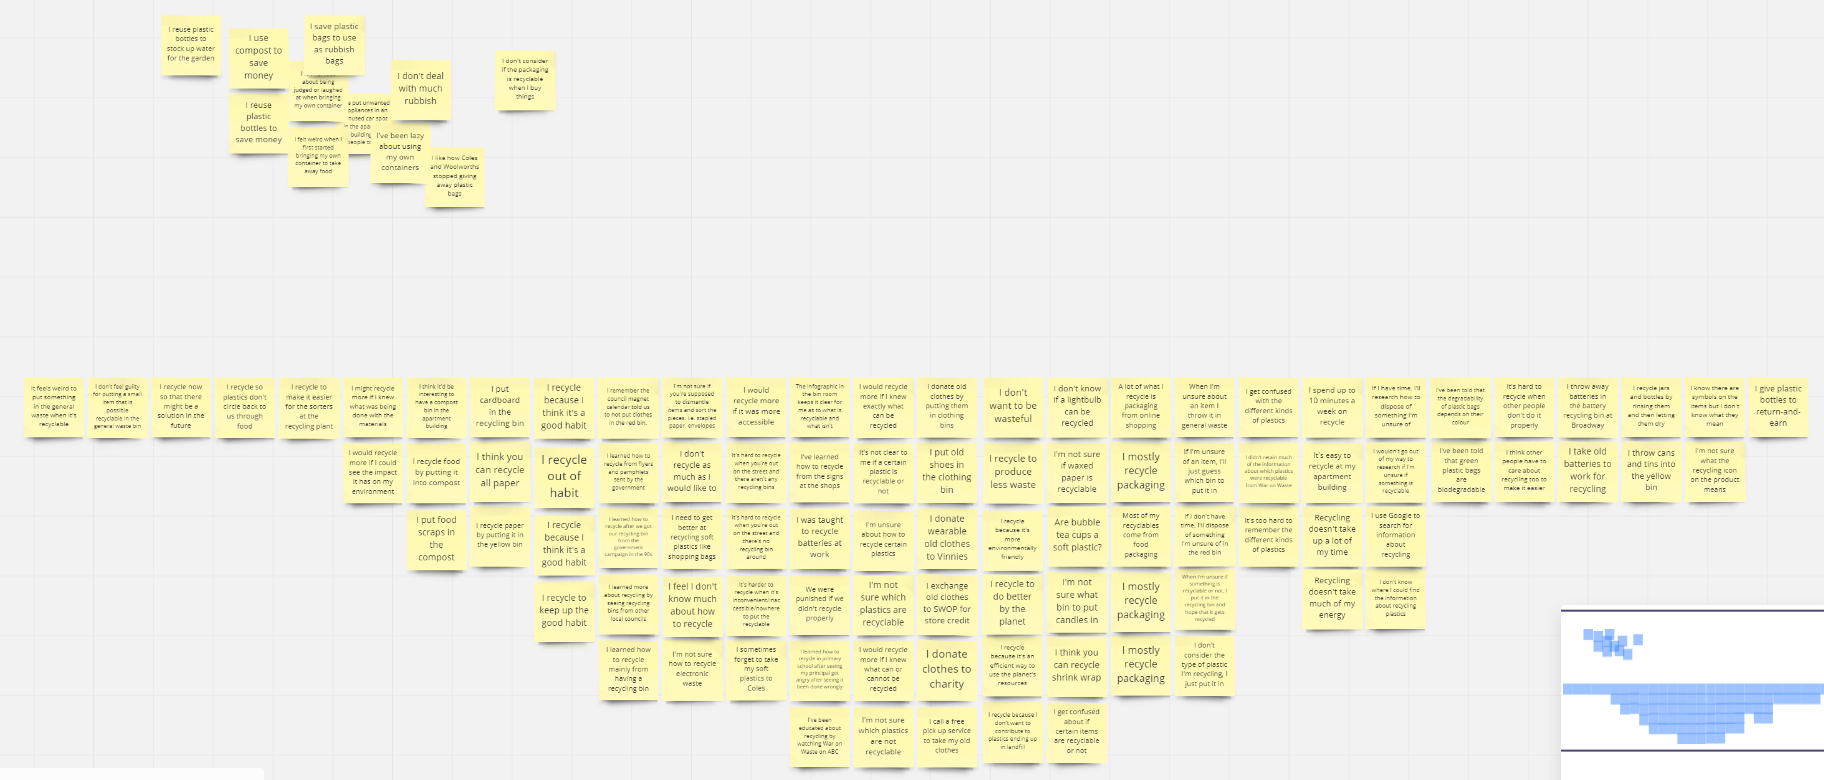 I reuse plastic
bottles to
stock up water
for the garden
I use
compost to
save
money
I save plastic
bags to use
as rubbish
bags
about being
judged or laughed
at when bringing
my own container
I don't deal
with much
rubbish
I don't consider
if the packaging
is recyclable
when I buy
things
I reuse
plastic
bottles to
save money
put unwanted
car spot
building
I felt weird when I
first started
bringing my own
container to take
away food
I've been lazy
about using
my own
containers
I like how Coles
and Woolworths
stopped giving
away plastic
bags
It feels weird to
put something
in the general
waste when it's
recyclable
I don't feel guilty
for putting a small
item that is
possible
recyclable in the
general waste bin
I recycle now
so that there
might be a
solution in the
future
I recycle so
plastics don't
circle back to
us through
food
I recycle to
make it easier
for the sorters
at the
recycling plant
I might recycle
more if I knew
what was being
done with the
materials
I think it'd be
interesting to
have a compost
bin in the
apartment
building
I put
cardboard
in the
recycling bin
I recycle
because I
think it's a
good habit
I remember the
council magnet
calendar told us
to not put clothes
in the red bin.
I'm not sure if
you're supposed
to dismantle
items and sort the
pieces. i.e. stapled
paper, envelopes
I would
recycle more
if it was more
accessible
The infographic in
the bin room
keeps it clear for
me as to what is
recyclable and
what isn't
I would recycle
more if I knew
exactly what
can be
recycled
I donate old
clothes by
putting them
in clothing
bins
I don't
want to be
wasteful
I don't know
if a lightbulb
can be
recycled
A lot of what I
recycle is
packaging
from online
shopping
When I'm
unsure about
an item I
throw it in
general waste
I get confused
with the
different kinds
of plastics
I spend up to
10 minutes a
week on
recycle
If I have time, I'll
research how to
dispose of
something I'm
unsure of
I've been told that
the degradability
of plastic bags
depends on their
colour
It's hard to
recycle when
other people
don't do it
properly
I throw away
batteries in
the battery
recycling bin at
Broadway
I recycle jars
and bottles by
rinsing them
and then letting
them dry
I know there are
symbols on the
items but I don't
know what they
mean
I give plastic
bottles to
return-and-
earn
I would recycle
more if I could
see the impact
it has on my
environment
I recycle food
by putting it
into compost
I think you
can recycle
all paper
I recycle
out of
habit
I learned how to
recycle from flyers
and pamphlets
sent by the
government
I don't
recycle as
much as I
would like to
It's hard to recycle
when you're out
on the street and
there aren't any
recycling bins
I've learned
how to recycle
from the signs
at the shops
It's not clear to
me if a certain
plastic is
recyclable or
not
I put old
shoes in
the clothing
bin
I recycle to
produce
less waste
I'm not sure
if waxed
paper is
recyclable
I mostly
recycle
packaging
If I'm unsure
of an item, I'll
just guess
which bin to
put it in
I didn't retain much
of the information
about which plastics
were recyclable
from War on Waste
It's easy to
recycle at my
apartment
building
I wouldn't go out
of my way to
research if I'm
unsure if
something is
recyclable
I've been told
that green
plastic bags
are
biodegradable
I think other
people have to
care about
recycling too to
make it easier
I take old
batteries to
work for
recycling
I throw cans
and tins into
the yellow
bin
I'm not sure
what the
recycling icon
on the product
means
I put food
scraps in
the
compost
I recycle paper
by putting it in
the yellow bin
I recycle
because I
think it's a
good habit
I learned how to
recycle after we got
our recycling bin
from the
government
campaign in the 90s
I need to get
better at
recycling soft
plastics like
shopping bags
It's hard to recycle
when you're out
on the street and
there's no
recycling bin
around
I was taught
to recycle
batteries at
work
I'm unsure
about how to
recycle certain
plastics
I donate
wearable
old clothes
to Vinnies
I recycle
because it's
more
environmentally
friendly
Are bubble
tea cups a
soft plastic?
Most of my
recyclables
come from
food
packaging
If I don't have
time, I'll dispose
of something
I'm unsure of in
the red bin
It's too hard to
remember the
different kinds
of plastics
Recycling
doesn't take
up a lot of
my time
I use Google to
search for
information
about
recycling
I recycle to
keep up the
good habit
I learned more
about recycling by
seeing recycling
bins from other
local councils
I feel I don't
know much
about how
to recycle
It's harder to
recycle when it's
inconvenient/inac
cessible/nowhere
to put the
recyclable
We were
punished if we
didn't recycle
properly
I'm not
sure which
plastics are
recyclable
I exchange
old clothes
to SWOP for
store credit
I recycle to
do better
by the
planet
I'm not
sure what
bin to put
candles in
I mostly
recycle
packaging
When I'm unsure if
something is
recyclable or not, I
put it in the
recycling bin and
hope that it gets
recycled
Recycling
doesn't take
much of my
energy
I don't know
where I could find
the information
about recycling
plastics
I learned how
to recycle
mainly from
having a
recycling bin
I'm not sure
how to recycle
electronic
waste
I sometimes
forget to take
my soft
plastics to
Coles
I learned how to
recycle in primary
school after seeing
my principal get
angry after seeing it
been done wrongly
I would recycle
more if I knew
what can or
cannot be
recycled
I donate
clothes to
charity
I recycle
because it's an
efficient way to
use the planet's
resources
I think you
can recycle
shrink wrap
I mostly
recycle
packaging
I don't
consider the
type of plastic
I'm recycling, I
just put it in
I've been
educated about
recycling by
watching War on
Waste on ABC
I'm not sure
which plastics
are not
recyclable
I call a free
pick up service
to take my old
clothes
I recycle because I
don't want to
contribute to
plastics ending up
in landfill
I get confused
about if
certain items
are recyclable
or not